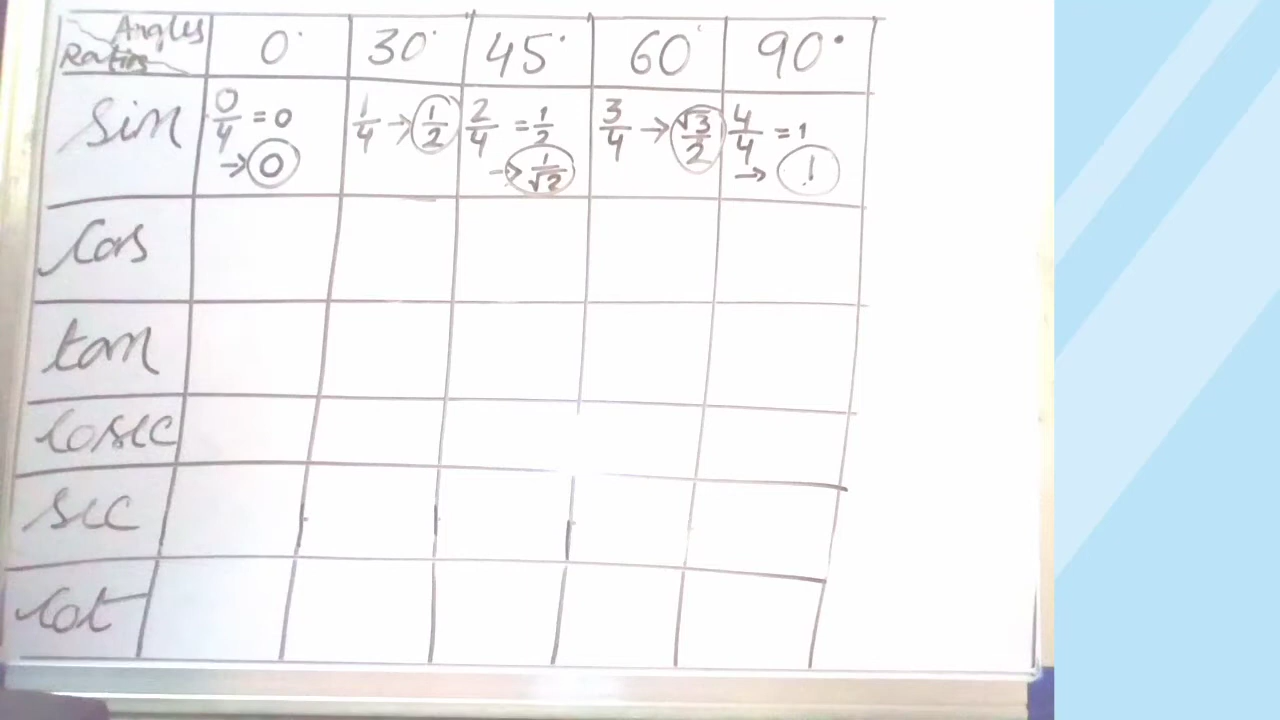 Angles
Ratios
0° 30° 45° 60° 90°
sin 0/4 = 0 → 0 1/4 → 1/2 2/4 = 1/2 → 1/√2 3/4 → √3/2 4/4 = 1 → 1
Cos
tan
cosec
sec
cot